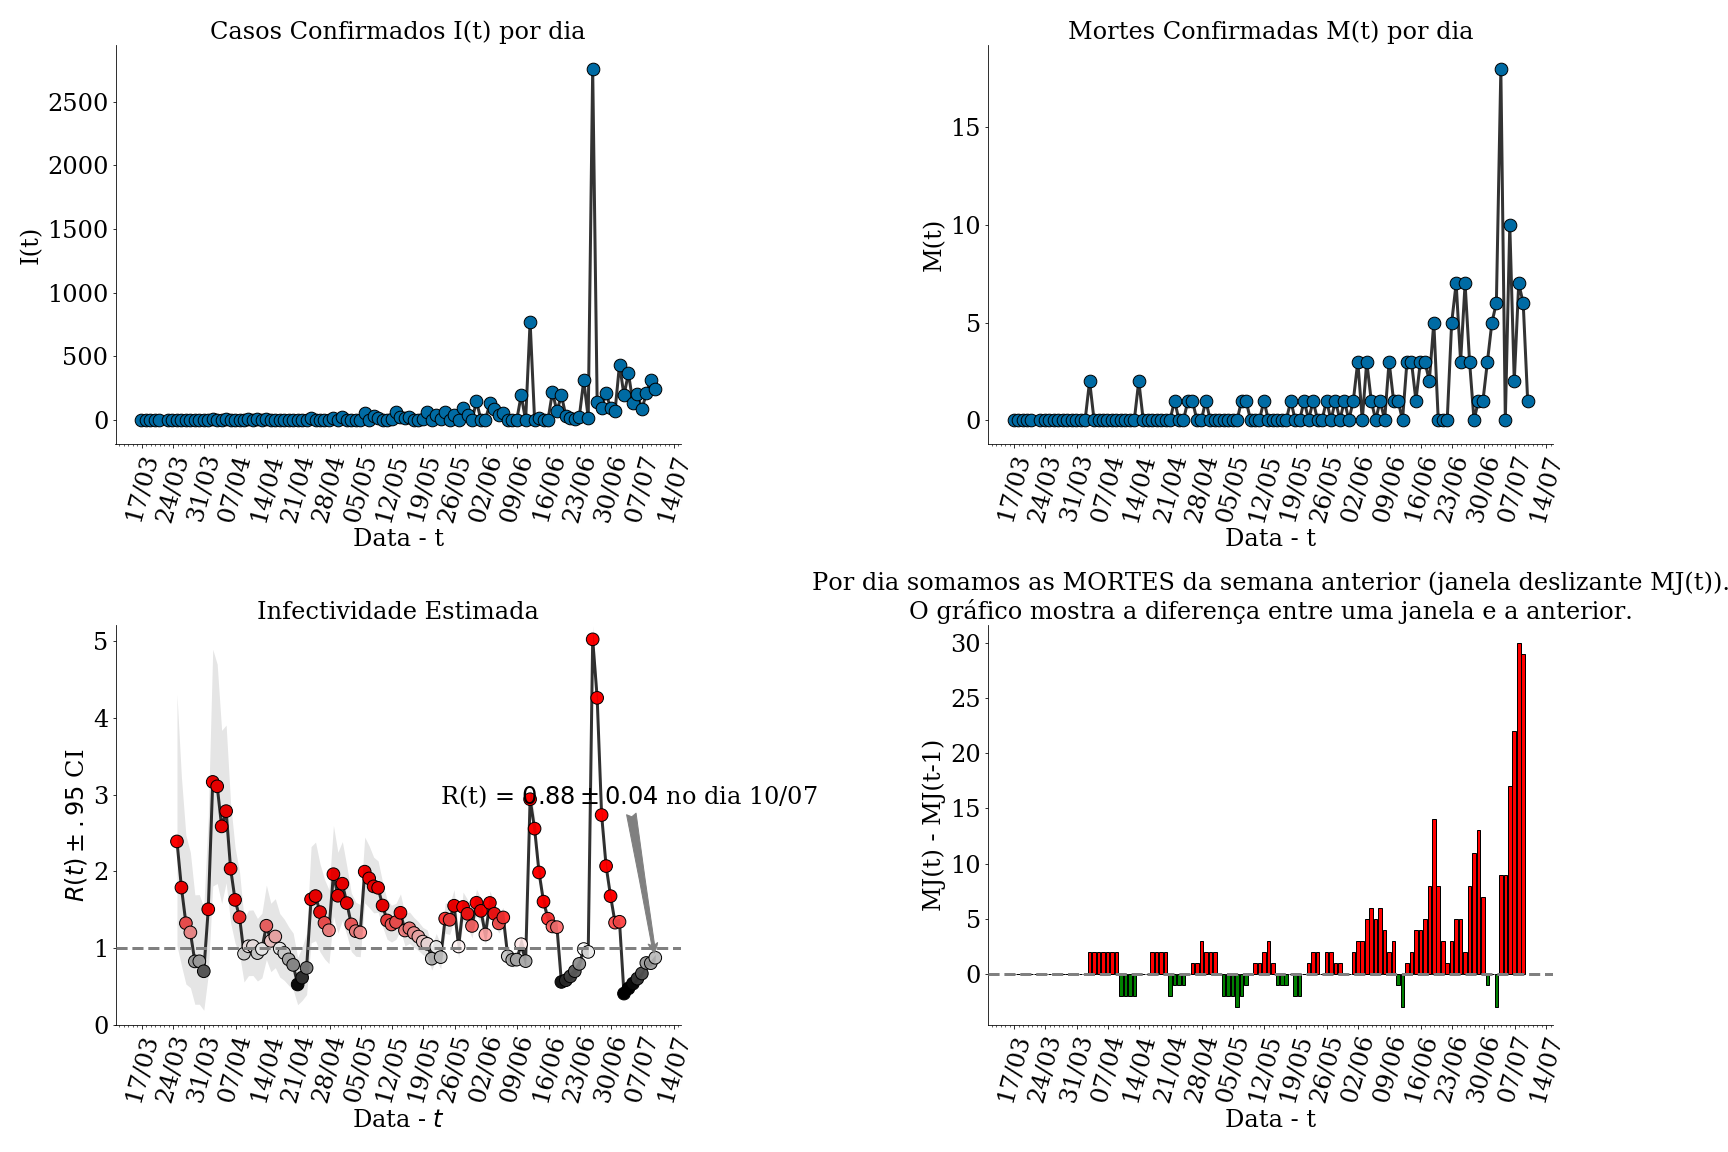 Casos Confirmados I(t) por dia
I(t)
2500
2000
1500
1000
500
0
17/03 24/03 31/03 07/04 14/04 21/04 28/04 05/05 12/05 19/05 26/05 02/06 09/06 16/06 23/06 30/06 07/07 14/07
Data - t
Mortes Confirmadas M(t) por dia
M(t)
15
10
5
0
17/03 24/03 31/03 07/04 14/04 21/04 28/04 05/05 12/05 19/05 26/05 02/06 09/06 16/06 23/06 30/06 07/07 14/07
Data - t
Infectividade Estimada
R(t) ± .95 CI
5
4
3
2
1
0
R(t) = 0.88 ± 0.04 no dia 10/07
17/03 24/03 31/03 07/04 14/04 21/04 28/04 05/05 12/05 19/05 26/05 02/06 09/06 16/06 23/06 30/06 07/07 14/07
Data - t
Por dia somamos as MORTES da semana anterior (janela deslizante MJ(t)).
O gráfico mostra a diferença entre uma janela e a anterior.
MJ(t) - MJ(t-1)
30
25
20
15
10
5
0
17/03 24/03 31/03 07/04 14/04 21/04 28/04 05/05 12/05 19/05 26/05 02/06 09/06 16/06 23/06 30/06 07/07 14/07
Data - t